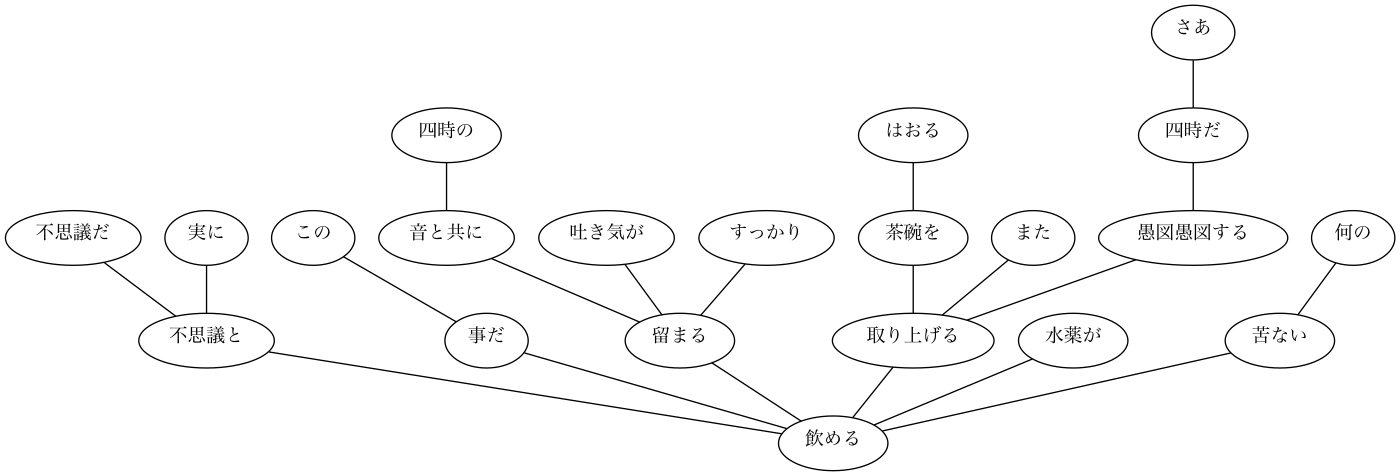 さあ
四時の
はおる
四時だ
不思議だ
実に
この
音と共に
吐き気が
すっかり
茶碗を
また
愚図愚図する
何の
不思議と
事だ
留まる
取り上げる
水薬が
苦ない
飲める